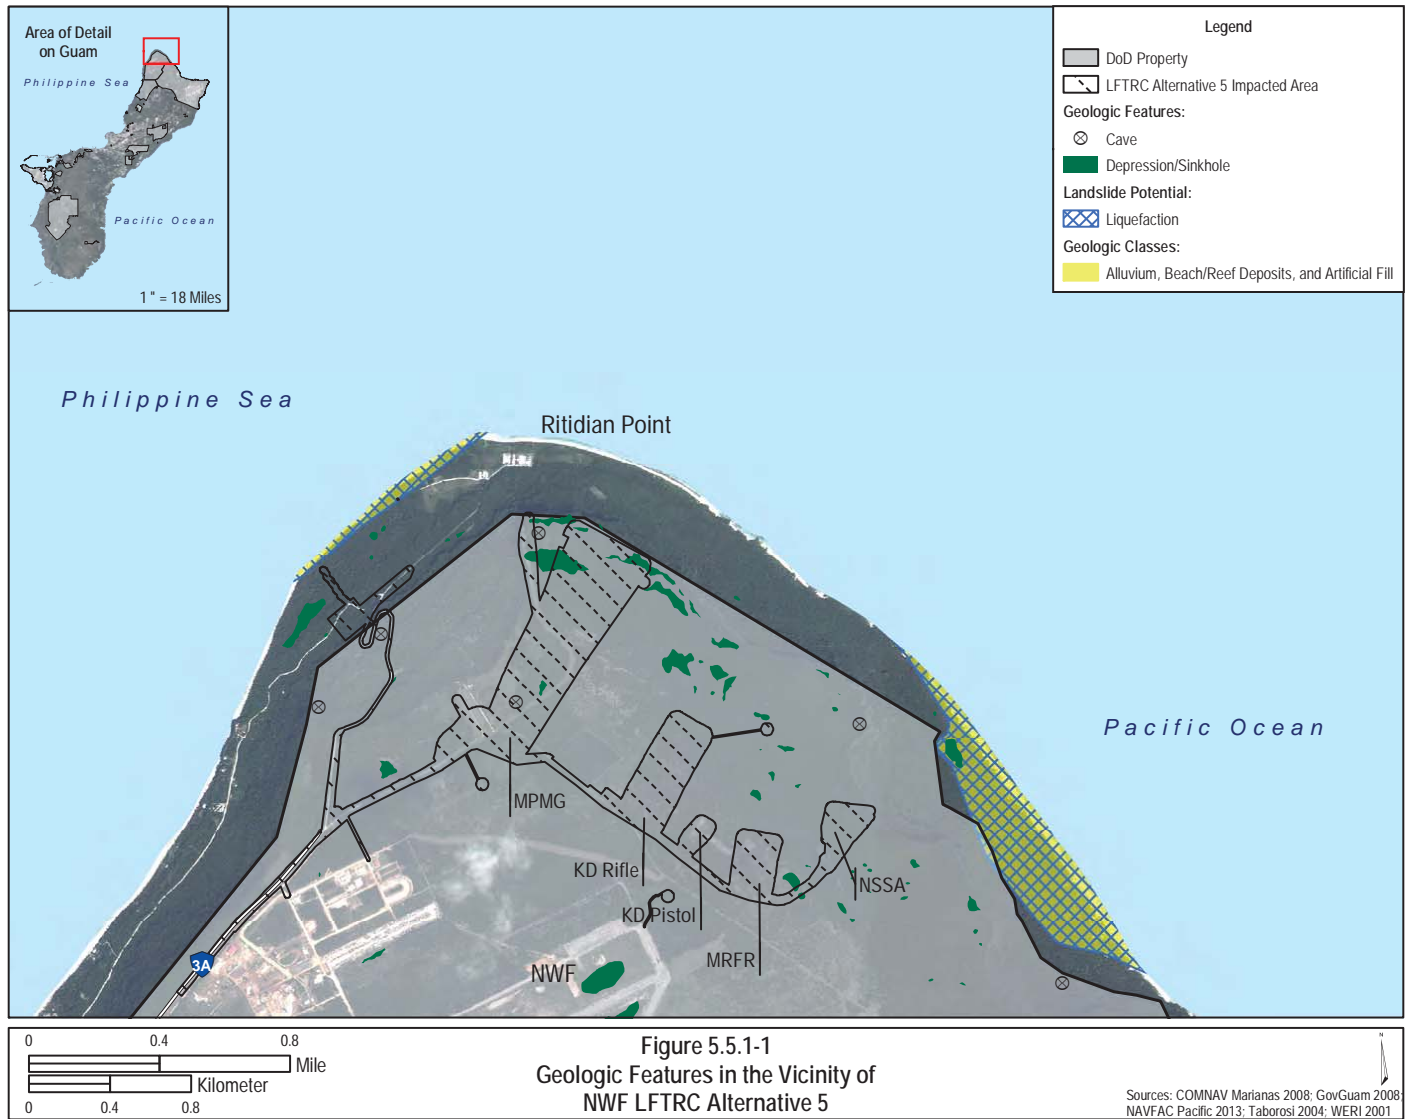 Area of Detail
on Guam
Philippine Sea
Pacific Ocean
1 " = 18 Miles
Legend
DoD Property
LFTRC Alternative 5 Impacted Area
Geologic Features:
Cave
Depression/Sinkhole
Landslide Potential:
Liquefaction
Geologic Classes:
Alluvium, Beach/Reef Deposits, and Artificial Fill
Philippine Sea
Ritidian Point
Pacific Ocean
MPMG
KD Rifle
NSSA
KD Pistol
MRFR
3A
NWF
0 0.4 0.8
Mile
Kilometer
0 0.4 0.8
Figure 5.5.1-1
Geologic Features in the Vicinity of
NWF LFTRC Alternative 5
N
Sources: COMNAV Marianas 2008; GovGuam 2008;
NAVFAC Pacific 2013; Taborosi 2004; WERI 2001